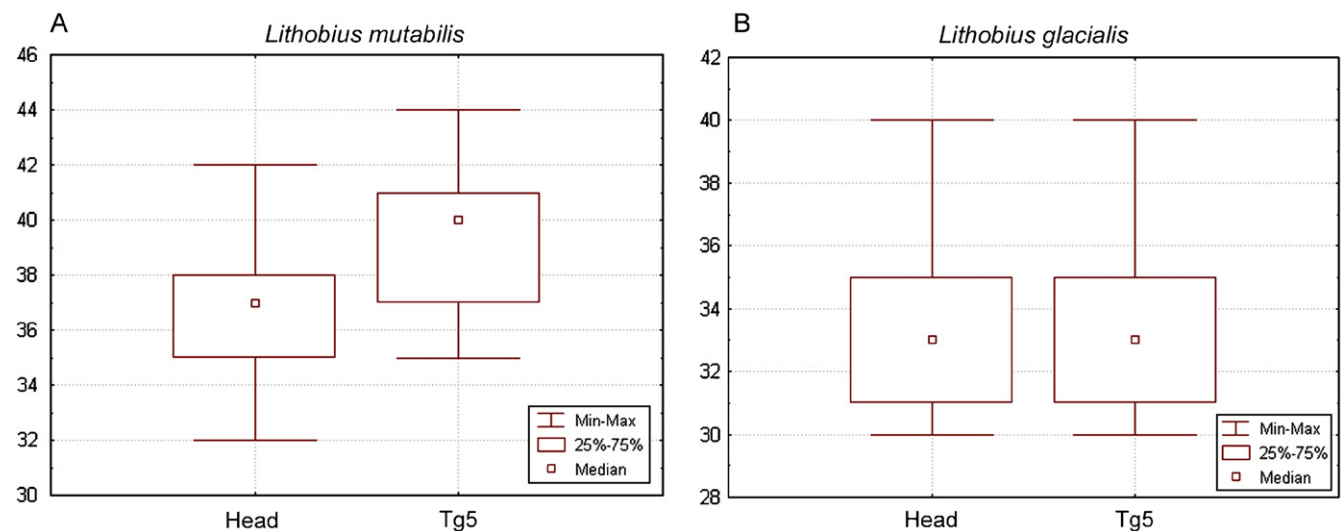 A
Lithobius mutabilis
46
44
42
40
38
36
34
32
30
Min-Max
25%-75%
Median
Head
Tg5
B
Lithobius glacialis
42
40
38
36
34
32
30
28
Min-Max
25%-75%
Median
Head
Tg5